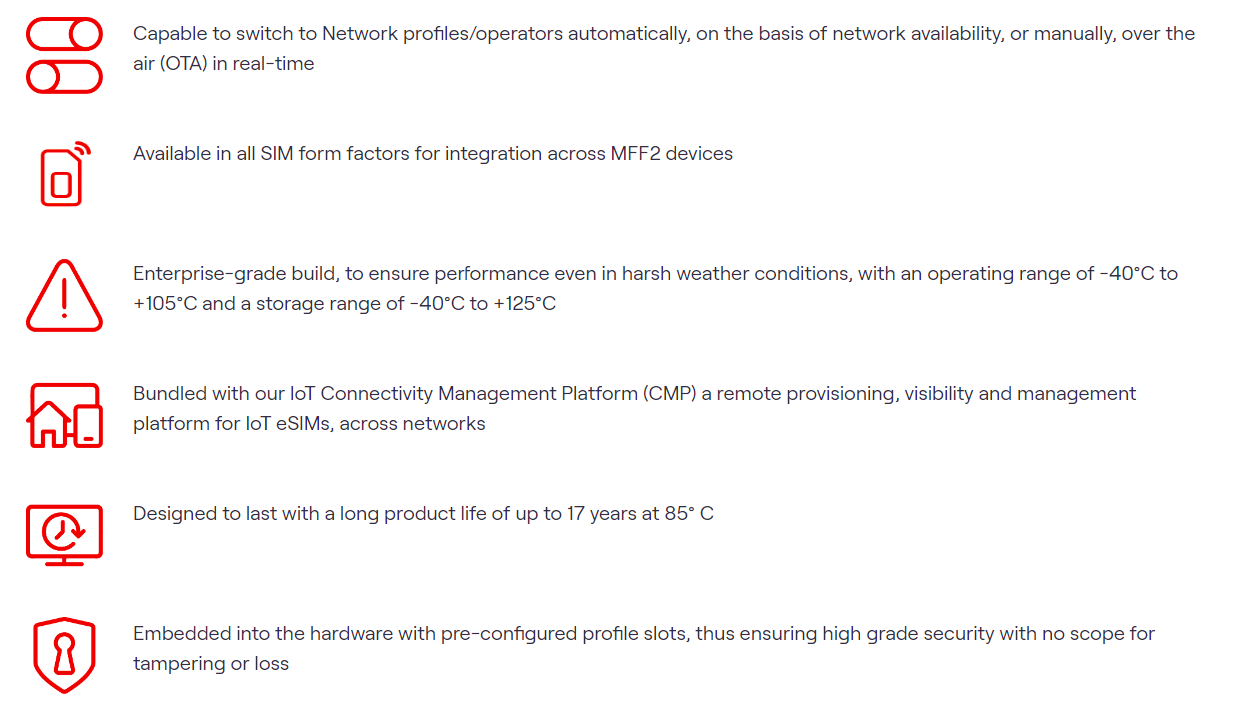 Capable to switch to Network profiles/operators automatically, on the basis of network availability, or manually, over the
air (OTA) in real-time
Available in all SIM form factors for integration across MFF2 devices
Enterprise-grade build, to ensure performance even in harsh weather conditions, with an operating range of -40°C to
+105°C and a storage range of -40°C to +125°C
Bundled with our IoT Connectivity Management Platform (CMP) a remote provisioning, visibility and management
platform for IoT eSIMs, across networks
Designed to last with a long product life of up to 17 years at 85° C
Embedded into the hardware with pre-configured profile slots, thus ensuring high grade security with no scope for
tampering or loss